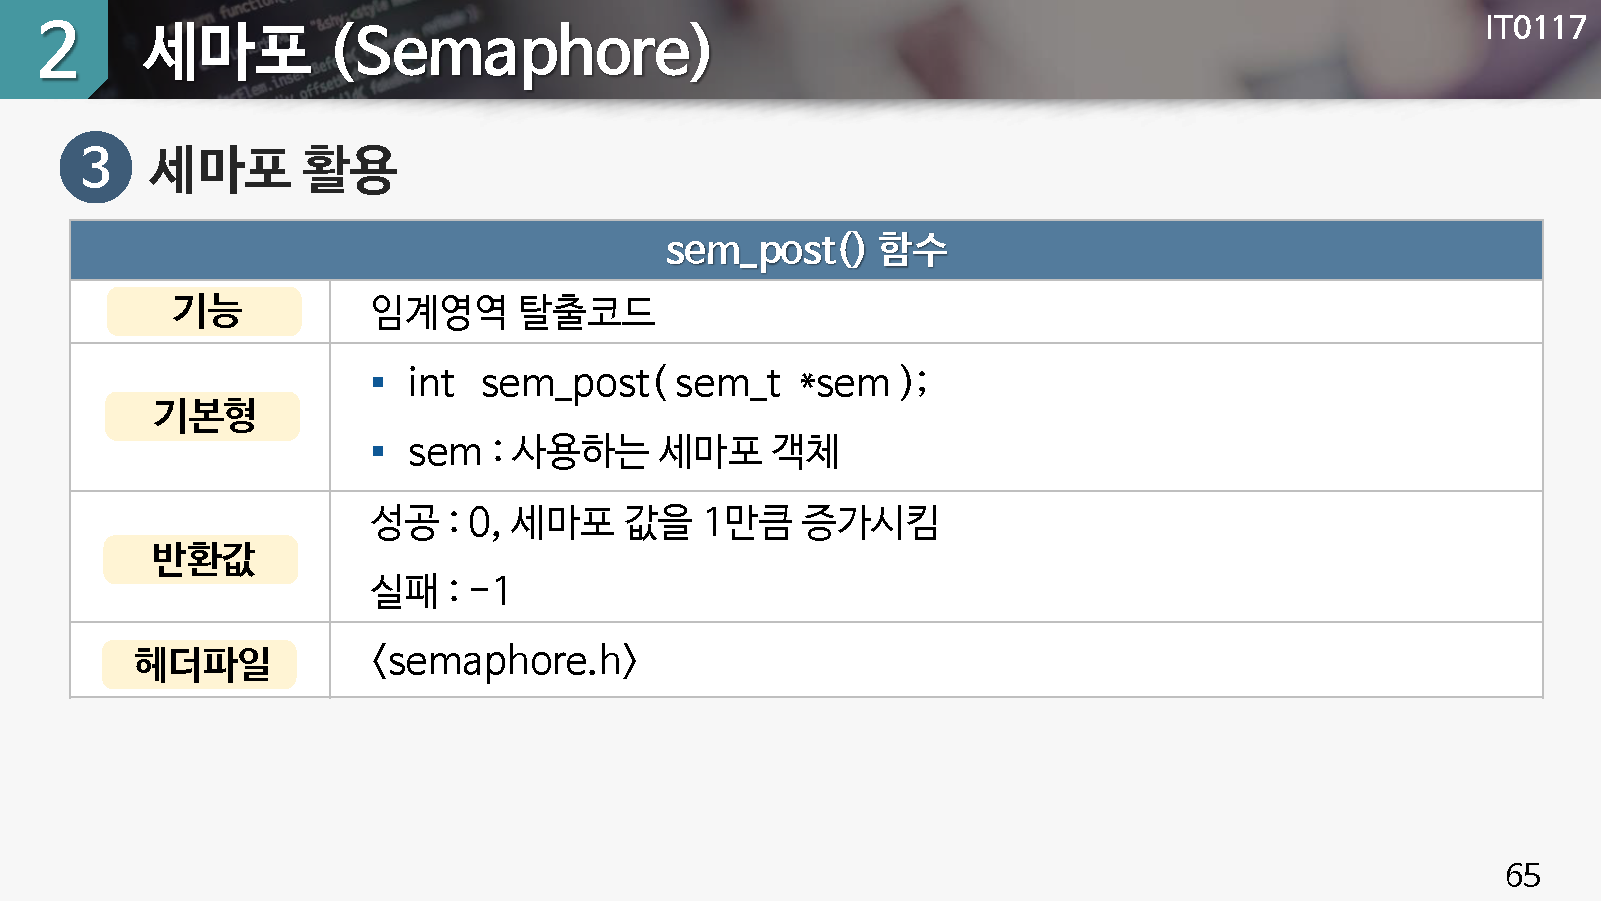 2 세마포 (Semaphore)
IT0117
3 세마포 활용
sem_post() 함수
기능
임계영역 탈출코드
기본형
▪ int sem_post( sem_t *sem );
▪ sem : 사용하는 세마포 객체
반환값
성공 : 0, 세마포 값을 1만큼 증가시킴
실패 : -1
헤더파일
<semaphore.h>
65